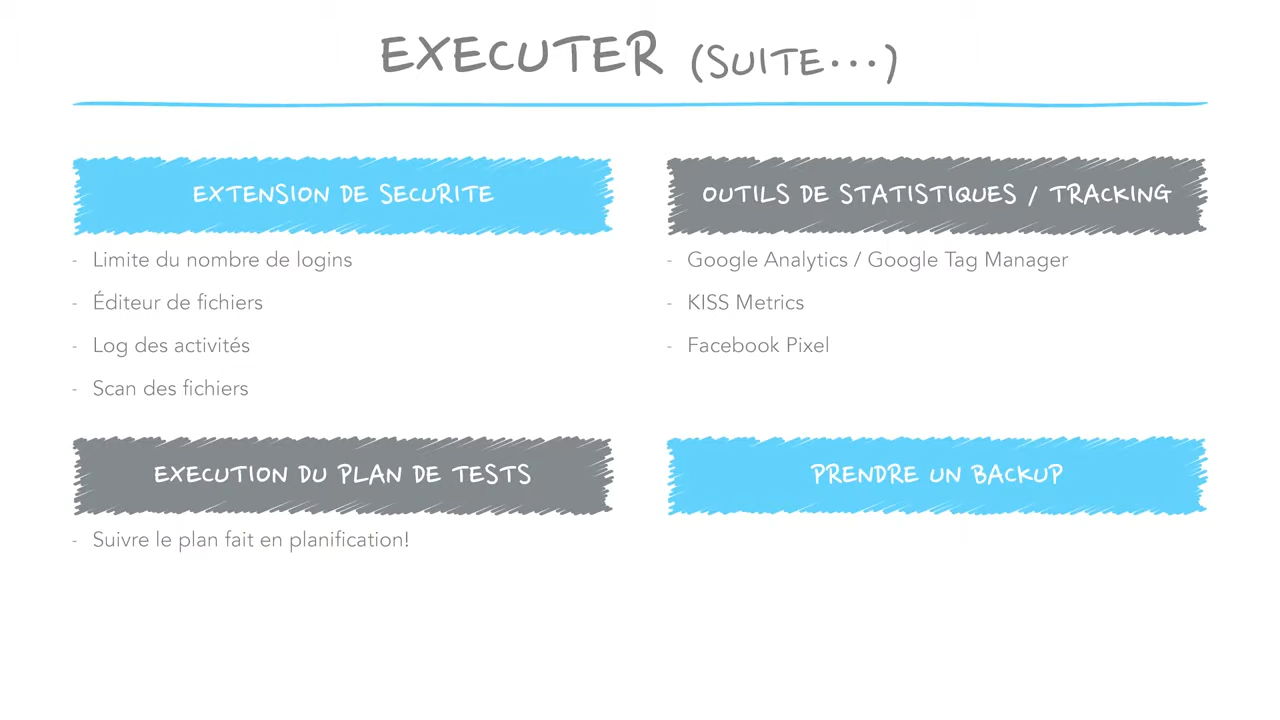 EXECUTER (SUITE...)
EXTENSION DE SECURITE
- Limite du nombre de logins
- Éditeur de fichiers
- Log des activités
- Scan des fichiers
OUTILS DE STATISTIQUES / TRACKING
- Google Analytics / Google Tag Manager
- KISS Metrics
- Facebook Pixel
EXECUTION DU PLAN DE TESTS
- Suivre le plan fait en planification!
PRENDRE UN BACKUP